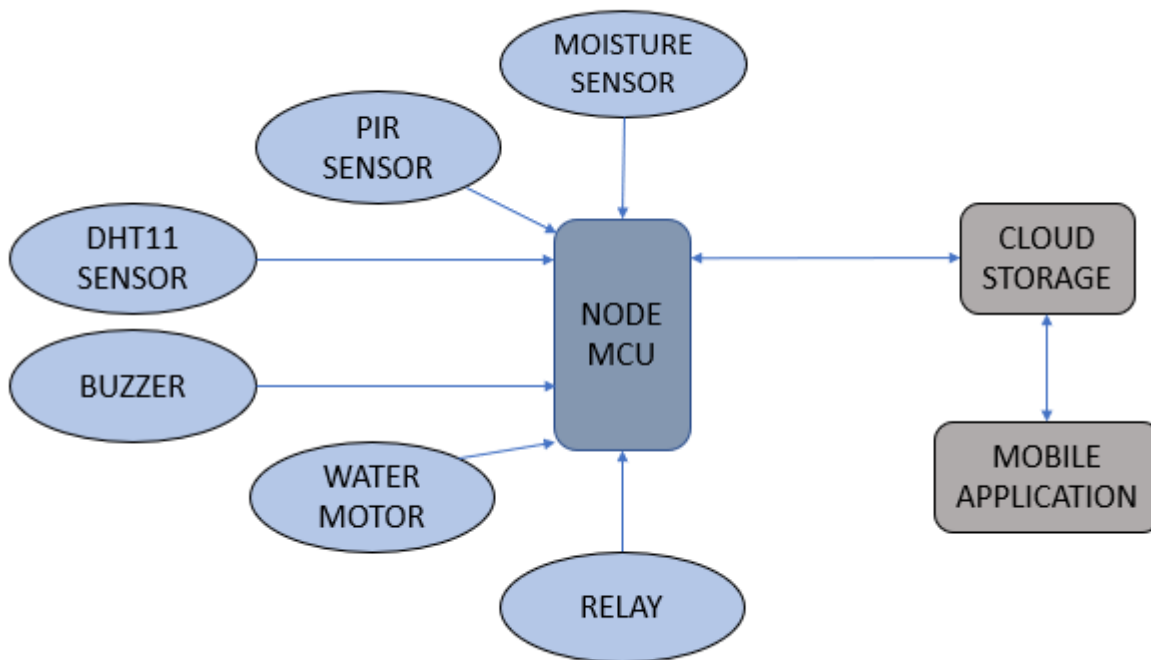 MOISTURE
SENSOR
PIR
SENSOR
DHT11
SENSOR
BUZZER
WATER
MOTOR
RELAY
NODE
MCU
CLOUD
STORAGE
MOBILE
APPLICATION